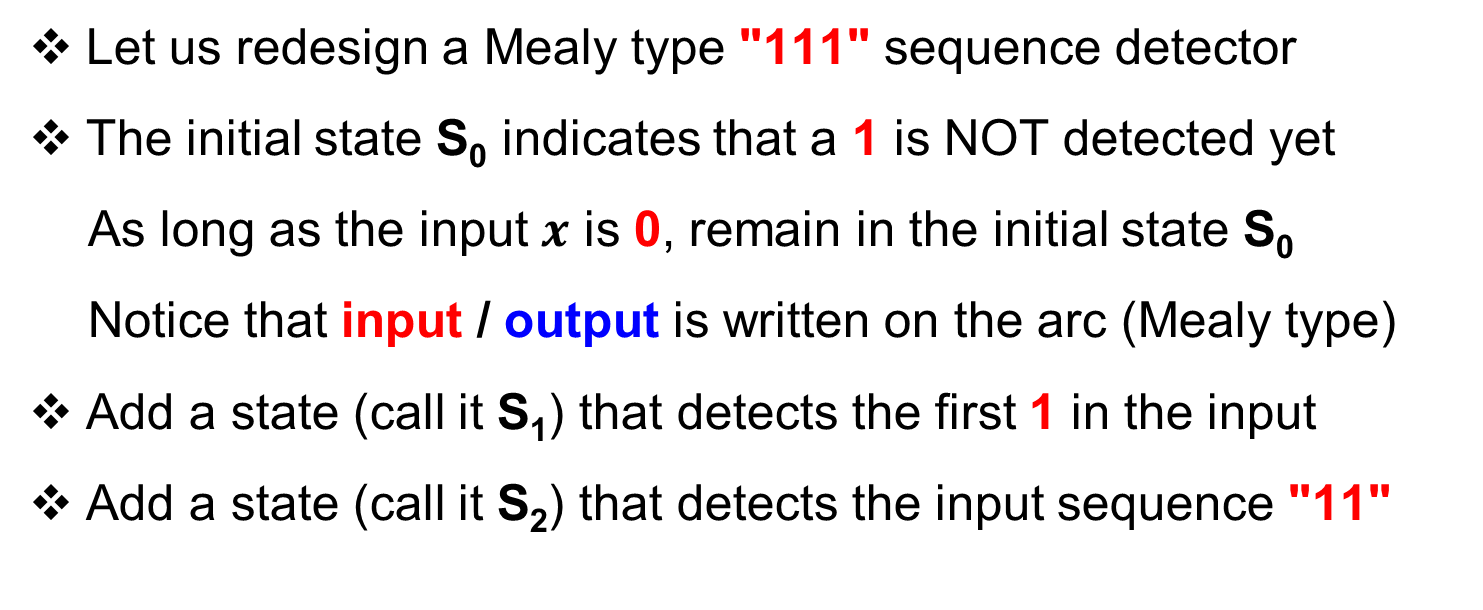 ❖ Let us redesign a Mealy type "111" sequence detector
❖ The initial state S₀ indicates that a 1 is NOT detected yet
As long as the input x is 0, remain in the initial state S₀
Notice that input / output is written on the arc (Mealy type)
❖ Add a state (call it S₁) that detects the first 1 in the input
❖ Add a state (call it S₂) that detects the input sequence "11"